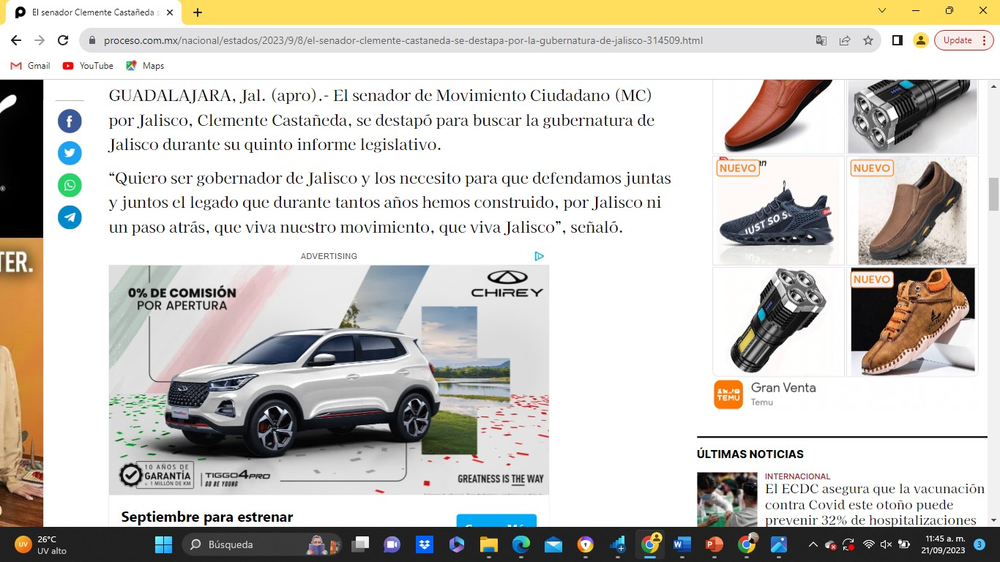 El senador Clemente Castañeda s
proceso.com.mx/nacional/estados/2023/9/8/el-senador-clemente-castaneda-se-destapa-por-la-gubernatura-de-jalisco-314509.html
Update
Gmail
YouTube
Maps
TER.
GUADALAJARA, Jal. (apro).- El senador de Movimiento Ciudadano (MC)
por Jalisco, Clemente Castañeda, se destapó para buscar la gubernatura de
Jalisco durante su quinto informe legislativo.
“Quiero ser gobernador de Jalisco y los necesito para que defendamos juntas
y juntos el legado que durante tantos años hemos construido, por Jalisco ni
un paso atrás, que viva nuestro movimiento, que viva Jalisco”, señaló.
ADVERTISING
0% DE COMISIÓN
POR APERTURA
CHIREY
10 AÑOS DE
GARANTÍA
o 1 MILLÓN DE KM
TIGGO4PRO
GO BE YOUNG
GREATNESS IS THE WAY
Septiembre para estrenar
NUEVO
NUEVO
JUST SO S
NUEVO
TEMU
Gran Venta
Temu
ÚLTIMAS NOTICIAS
INTERNACIONAL
El ECDC asegura que la vacunación
contra Covid este otoño puede
prevenir 32% de hospitalizaciones
UV
26°C
UV alto
Búsqueda
11:45 a. m.
21/09/2023
3